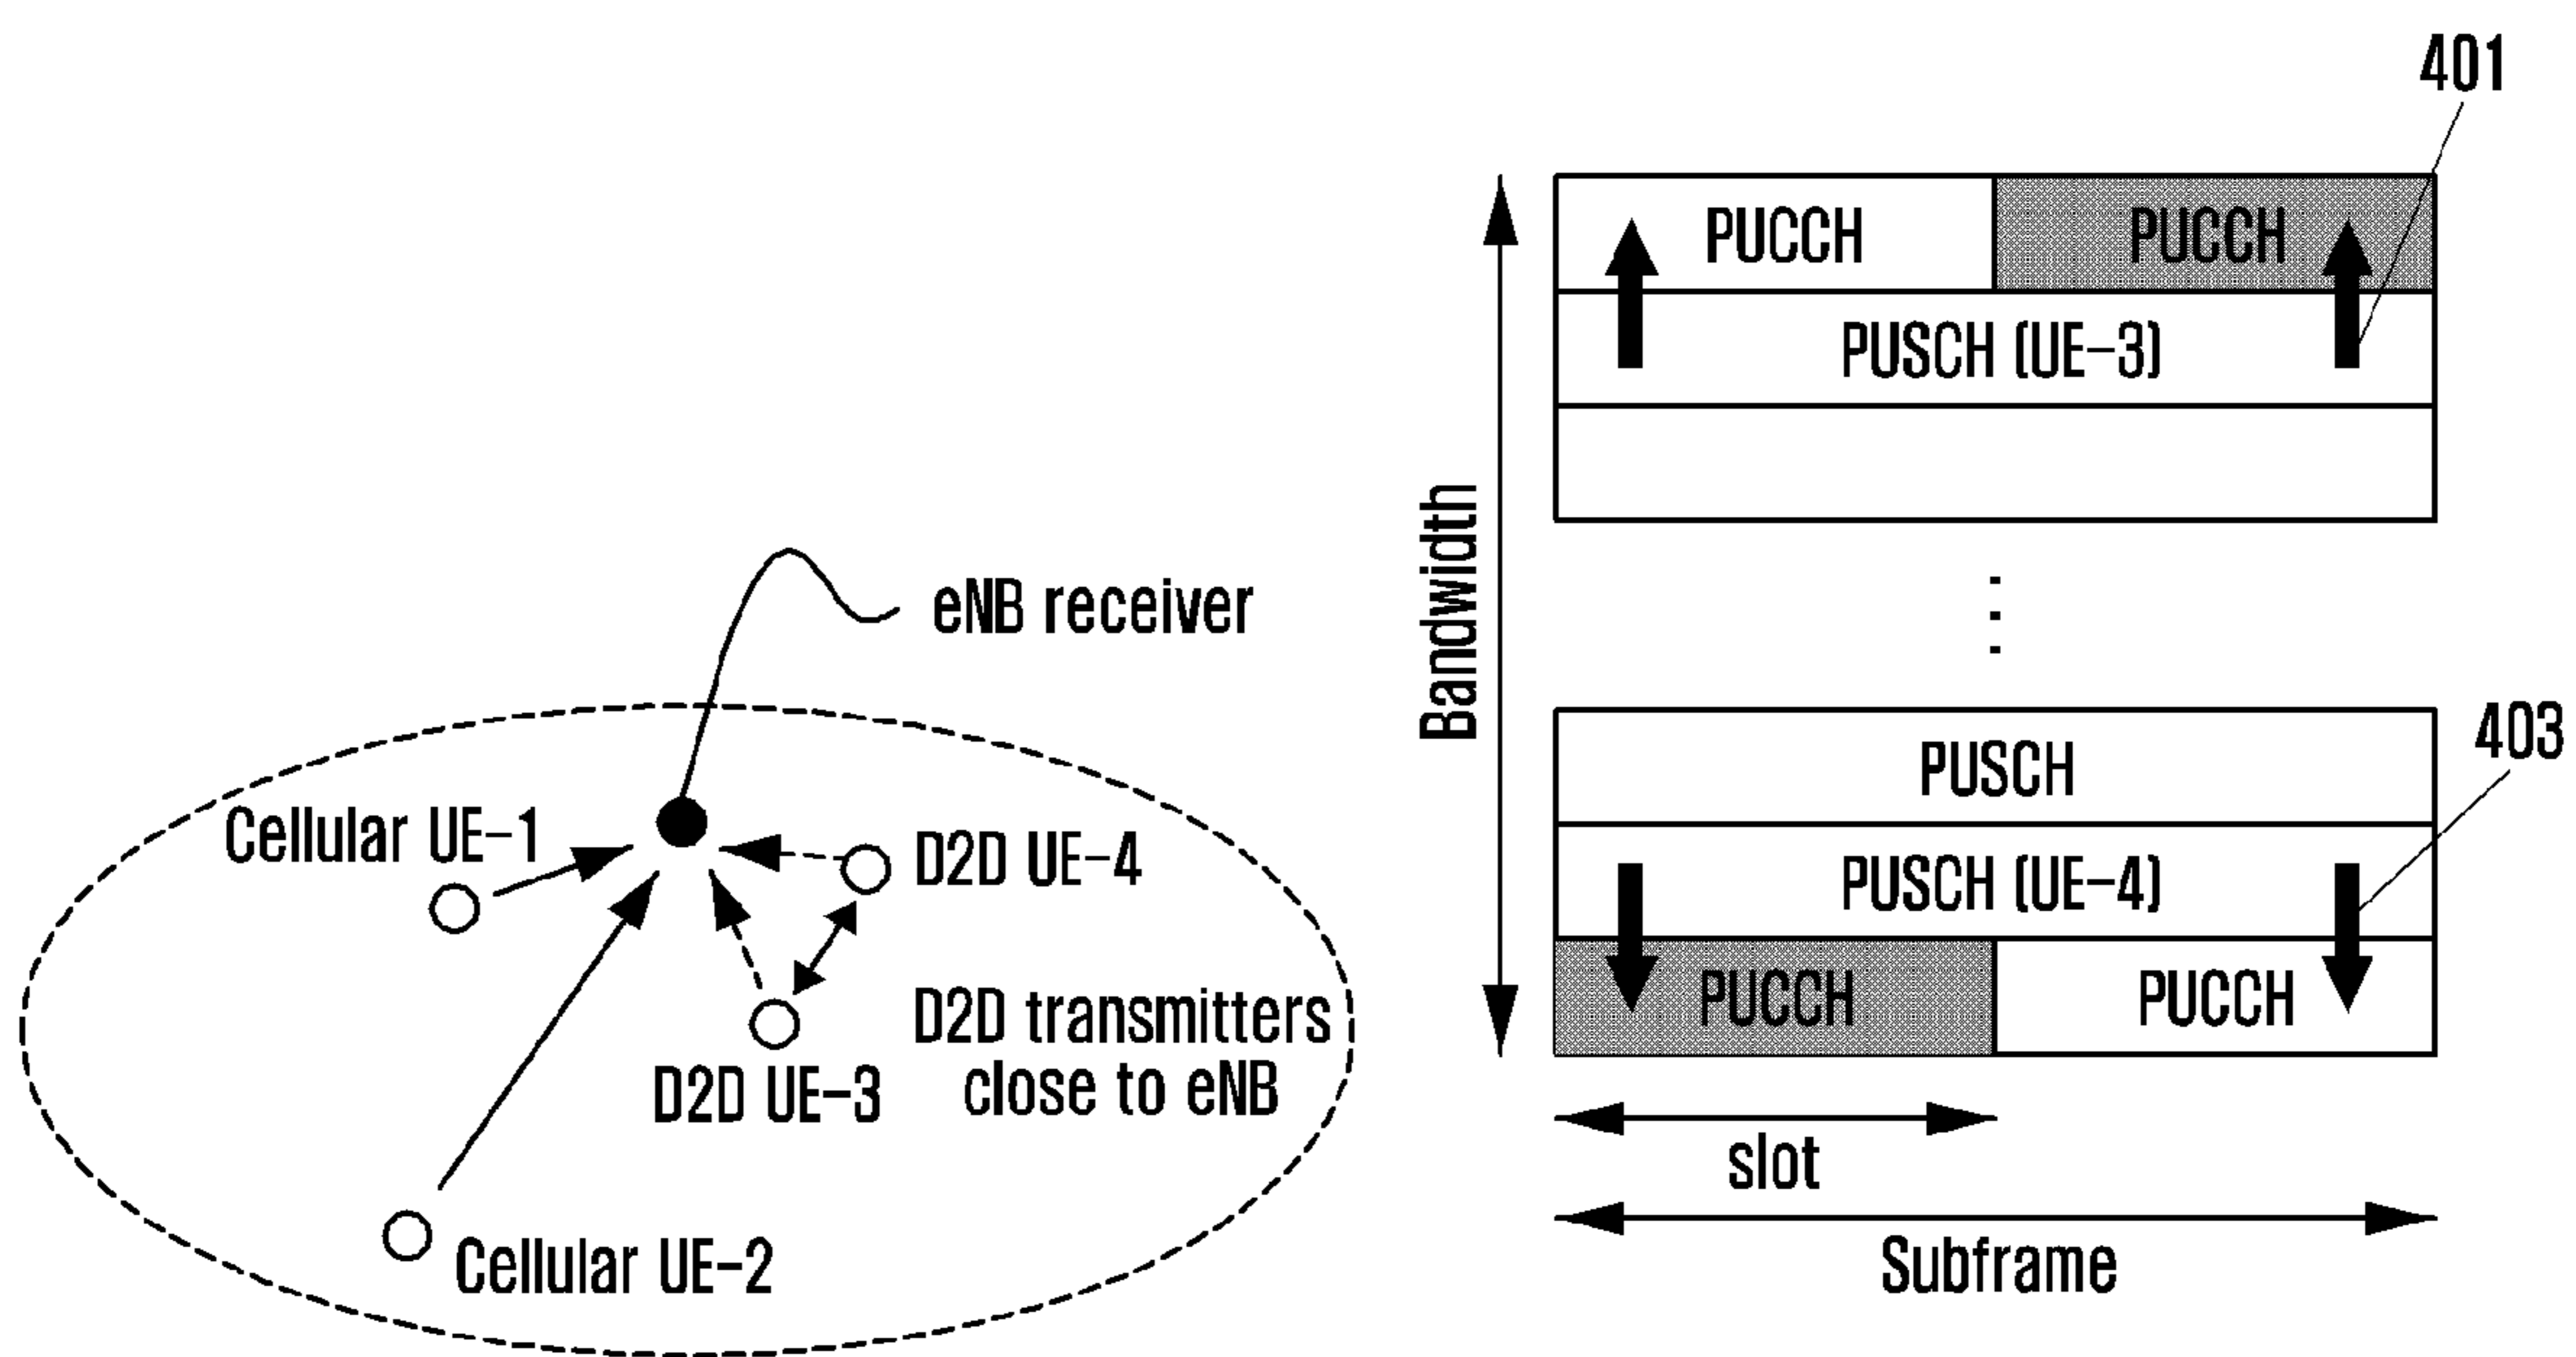 eNB receiver
Cellular UE-1
D2D UE-4
D2D transmitters
close to eNB
D2D UE-3
Cellular UE-2
401
PUCCH PUCCH
PUSCH (UE-3)
Bandwidth
PUSCH
403
PUSCH (UE-4)
PUCCH PUCCH
slot
Subframe